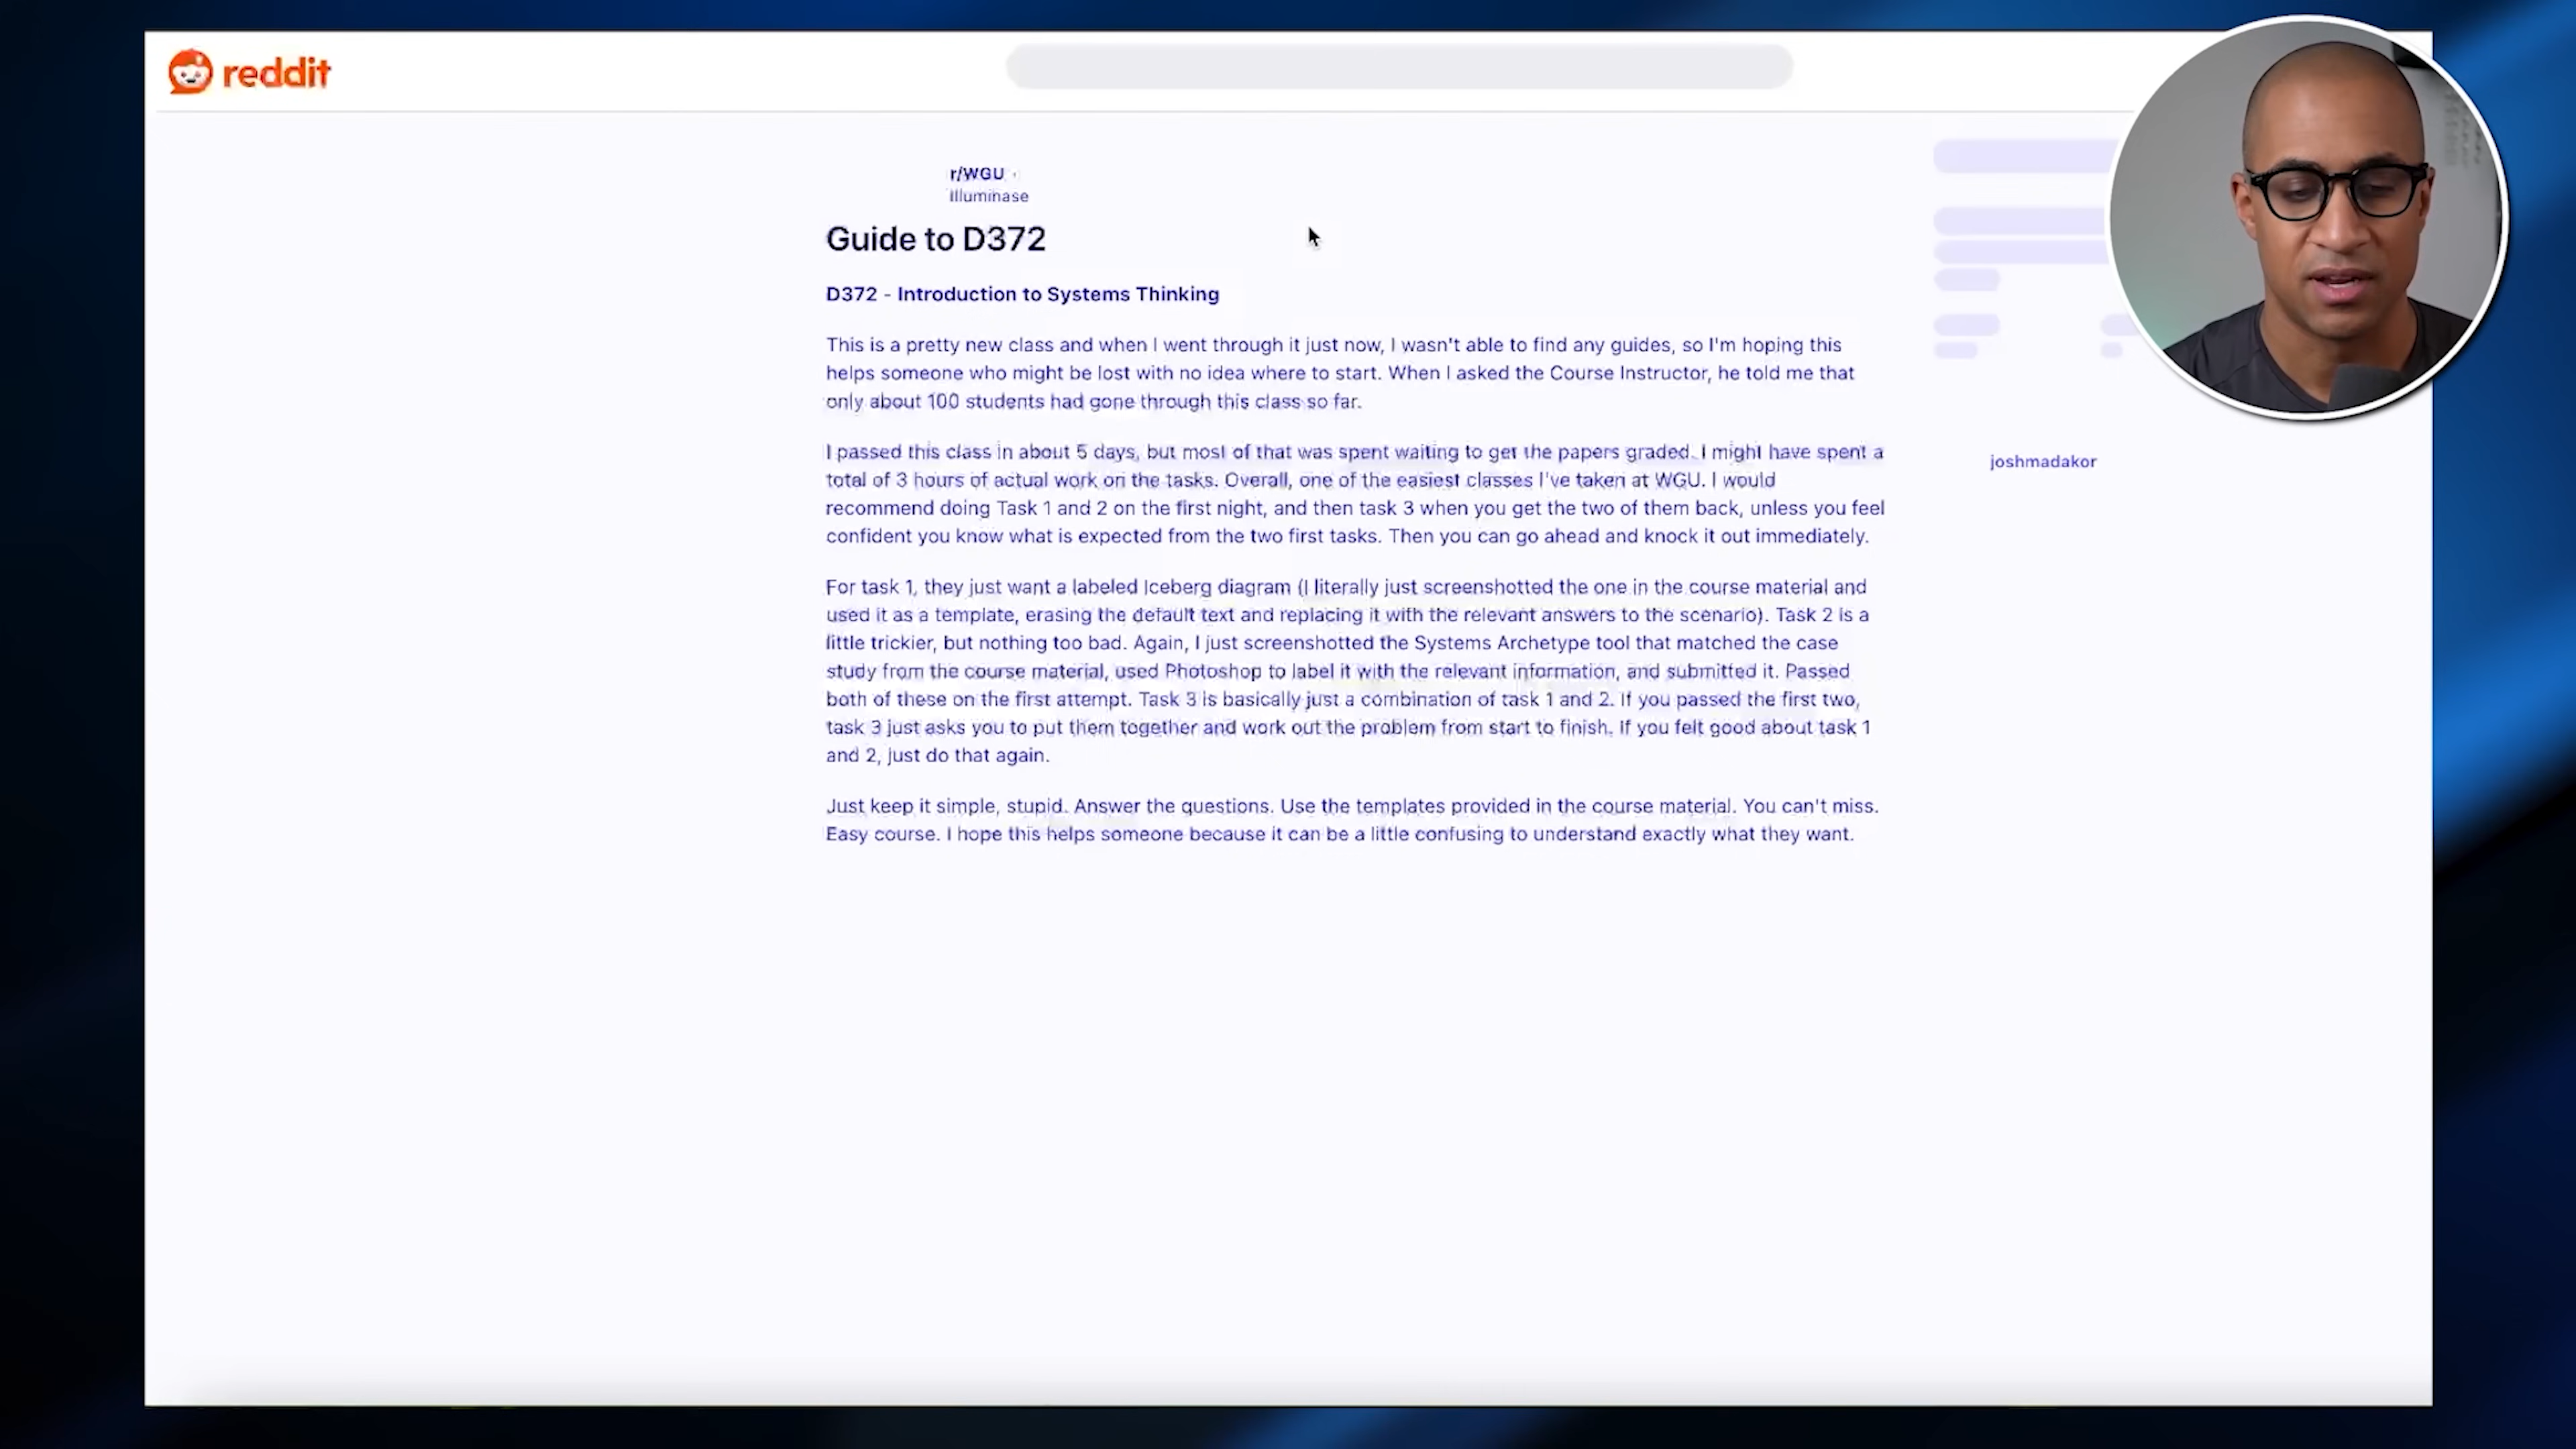 reddit
r/WGU
Illuminase
Guide to D372
D372 - Introduction to Systems Thinking
This is a pretty new class and when I went through it just now, I wasn't able to find any guides, so I'm hoping this
helps someone who might be lost with no idea where to start. When I asked the Course Instructor, he told me that
only about 100 students had gone through this class so far.
I passed this class in about 5 days, but most of that was spent waiting to get the papers graded. I might have spent a
total of 3 hours of actual work on the tasks. Overall, one of the easiest classes I've taken at WGU. I would
recommend doing Task 1 and 2 on the first night, and then task 3 when you get the two of them back, unless you feel
confident you know what is expected from the two first tasks. Then you can go ahead and knock it out immediately.
For task 1, they just want a labeled Iceberg diagram (I literally just screenshotted the one in the course material and
used it as a template, erasing the default text and replacing it with the relevant answers to the scenario). Task 2 is a
little trickier, but nothing too bad. Again, I just screenshotted the Systems Archetype tool that matched the case
study from the course material, used Photoshop to label it with the relevant information, and submitted it. Passed
both of these on the first attempt. Task 3 is basically just a combination of task 1 and 2. If you passed the first two,
task 3 just asks you to put them together and work out the problem from start to finish. If you felt good about task 1
and 2, just do that again.
Just keep it simple, stupid. Answer the questions. Use the templates provided in the course material. You can't miss.
Easy course. I hope this helps someone because it can be a little confusing to understand exactly what they want.
joshmadakor